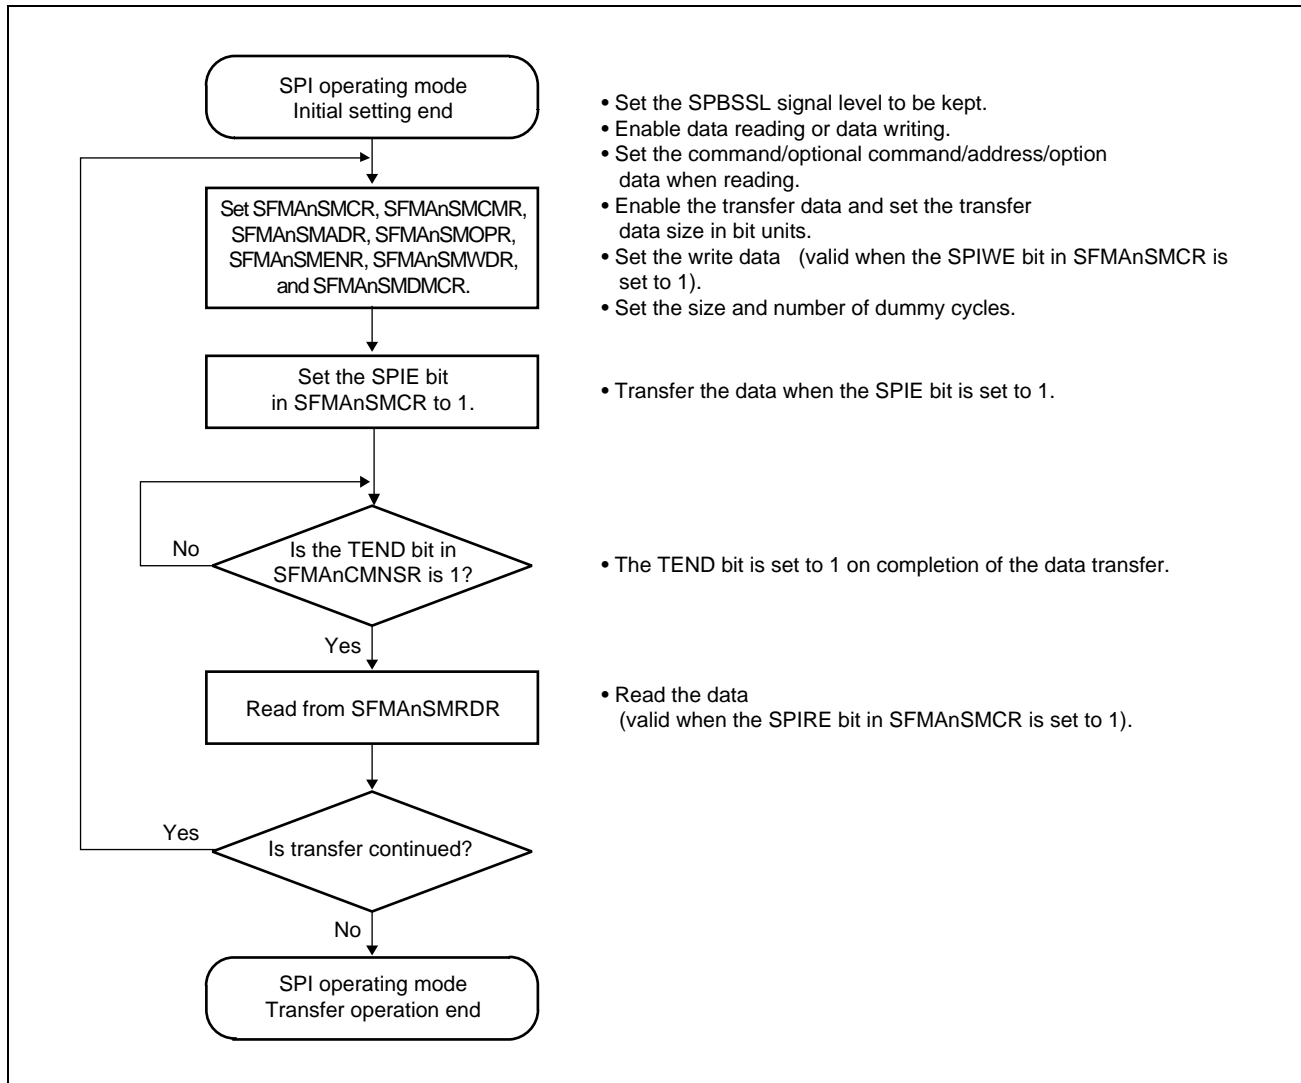 SPI operating mode
Initial setting end
• Set the SPBSSL signal level to be kept.
• Enable data reading or data writing.
• Set the command/optional command/address/option
data when reading.
• Enable the transfer data and set the transfer
data size in bit units.
• Set the write data (valid when the SPIWE bit in SFMAnSMCR is
set to 1).
• Set the size and number of dummy cycles.
Set SFMAnSMCR, SFMAnSMCMR,
SFMAnSMADR, SFMAnSMOPR,
SFMAnSMENR, SFMAnSMWDR,
and SFMAnSMDMCR.
Set the SPIE bit
in SFMAnSMCR to 1.
• Transfer the data when the SPIE bit is set to 1.
No
Is the TEND bit in
SFMAnCMNSR is 1?
• The TEND bit is set to 1 on completion of the data transfer.
Yes
Read from SFMAnSMRDR
• Read the data
(valid when the SPIRE bit in SFMAnSMCR is set to 1).
Yes
Is transfer continued?
No
SPI operating mode
Transfer operation end